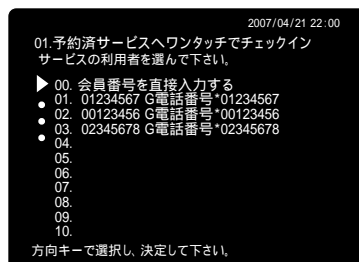 2007/04/21 22:00
01.予約済サービスへワンタッチでチェックイン
サービスの利用者を選んで下さい。
00. 会員番号を直接入力する
01. 01234567 G電話番号*01234567
02. 00123456 G電話番号*00123456
03. 02345678 G電話番号*02345678
04.
05.
06.
07.
08.
09.
10.
方向キーで選択し、決定して下さい。